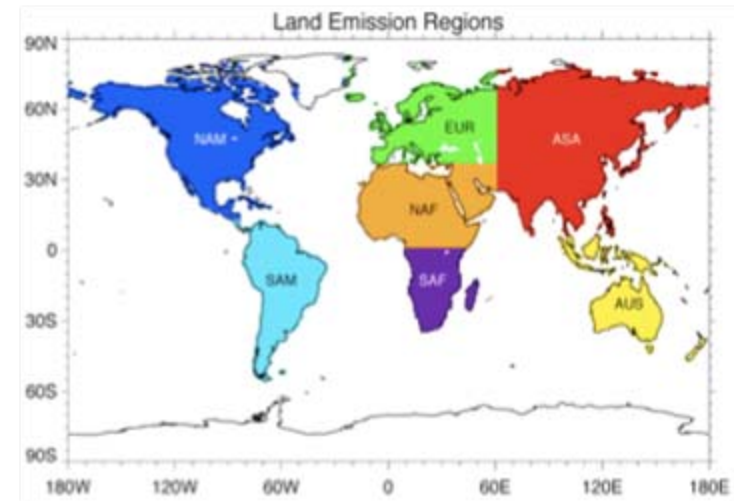 Land Emission Regions
90N
60N
30N
0
30S
60S
90S
NAM
EUR
ASA
NAF
SAM
SAF
AUS
180W
120W
60W
0
60E
120E
180E